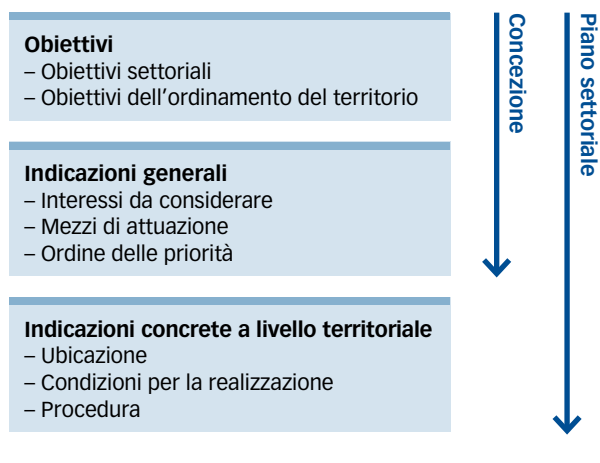 Obiettivi
– Obiettivi settoriali
– Obiettivi dell'ordinamento del territorio
Indicazioni generali
– Interessi da considerare
– Mezzi di attuazione
– Ordine delle priorità
Indicazioni concrete a livello territoriale
– Ubicazione
– Condizioni per la realizzazione
– Procedura
Concezione
Piano settoriale